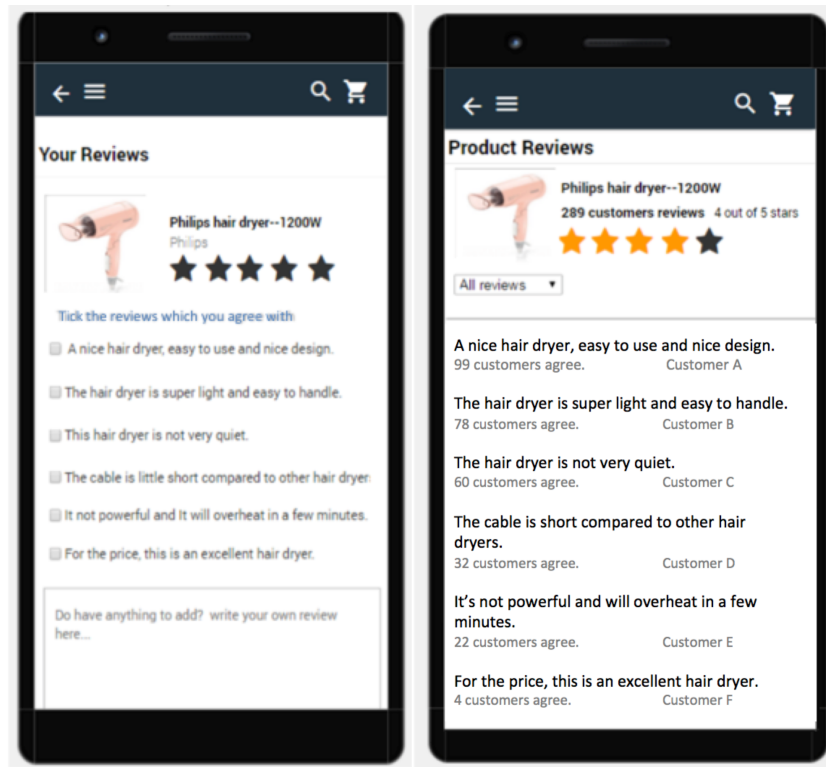 Your Reviews
Philips hair dryer--1200W
Philips
Tick the reviews which you agree with
A nice hair dryer, easy to use and nice design.
The hair dryer is super light and easy to handle.
This hair dryer is not very quiet.
The cable is little short compared to other hair dryer
It not powerful and It will overheat in a few minutes.
For the price, this is an excellent hair dryer.
Do have anything to add? write your own review
here...
Product Reviews
Philips hair dryer--1200W
289 customers reviews 4 out of 5 stars
All reviews
A nice hair dryer, easy to use and nice design.
99 customers agree. Customer A
The hair dryer is super light and easy to handle.
78 customers agree. Customer B
The hair dryer is not very quiet.
60 customers agree. Customer C
The cable is short compared to other hair
dryers.
32 customers agree. Customer D
It's not powerful and will overheat in a few
minutes.
22 customers agree. Customer E
For the price, this is an excellent hair dryer.
4 customers agree. Customer F